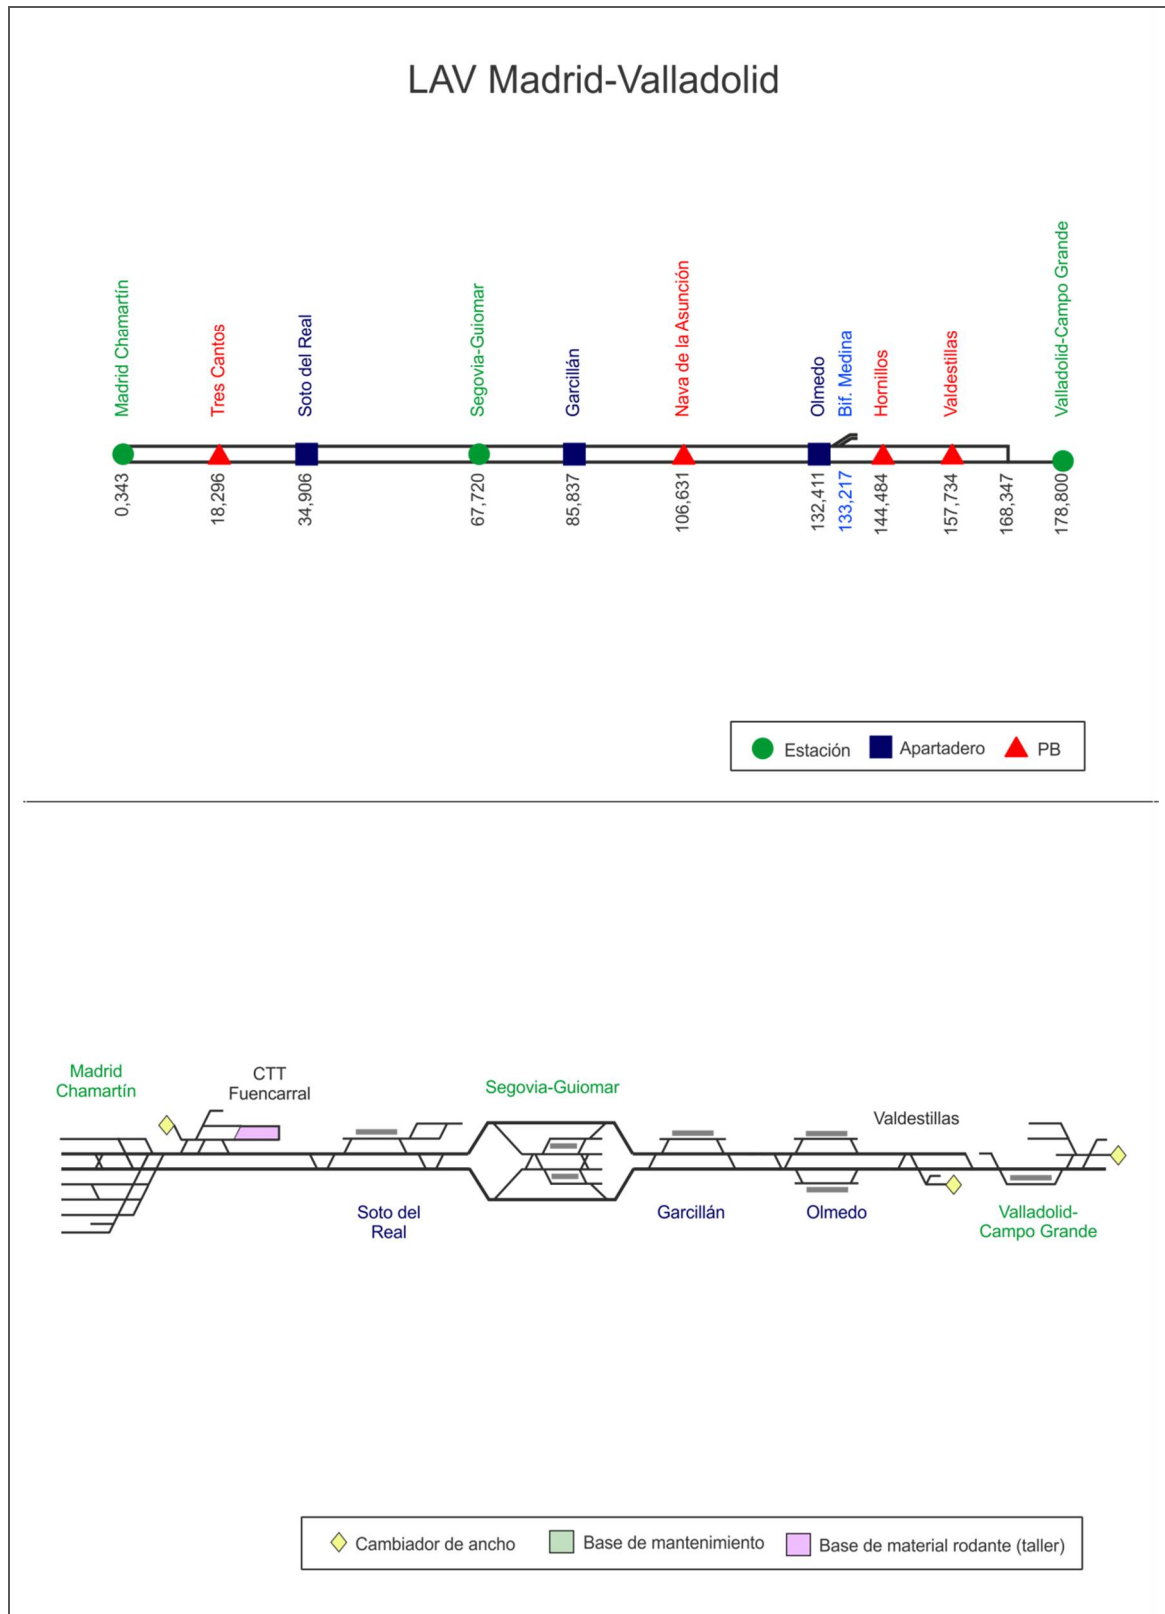 LAV Madrid-Valladolid
Madrid Chamartín
Tres Cantos
Soto del Real
Segovia-Guiomar
Garcillán
Nava de la Asunción
Olmedo
Bif. Medina
Hornillos
Valdestillas
Valladolid-Campo Grande
0,343
18,296
34,906
67,720
85,837
106,631
132,411
133,217
144,484
157,734
168,347
178,800
Estación
Apartadero
PB
Madrid
Chamartín
CTT
Fuencarral
Segovia-Guiomar
Valdestillas
Soto del
Real
Garcillán
Olmedo
Valladolid-
Campo Grande
Cambiador de ancho
Base de mantenimiento
Base de material rodante (taller)